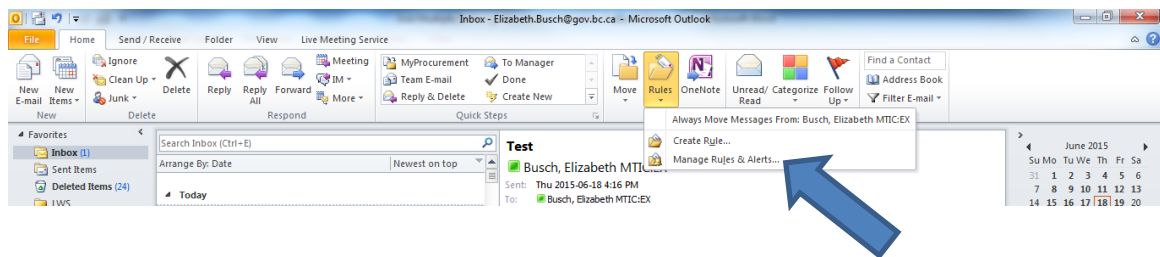 Inbox - Elizabeth.Busch@gov.bc.ca - Microsoft Outlook
File Home Send / Receive Folder View Live Meeting Service
New E-mail
New Items
Ignore
Clean Up
Junk
Delete
Reply
Reply All
Forward
Meeting
IM
More
MyProcurement
Team E-mail
Reply & Delete
To Manager
Done
Create New
Move
Rules
OneNote
Unread/ Read
Categorize
Follow Up
Find a Contact
Address Book
Filter E-mail
New Delete Respond Quick Steps
Always Move Messages From: Busch, Elizabeth MTIC:EX
Create Rule...
Manage Rules & Alerts...
Favorites
Inbox (1)
Sent Items
Deleted Items (24)
LWS
Search Inbox (Ctrl+E)
Arrange By: Date Newest on top
Today
Test
Busch, Elizabeth MTIC:EX
Sent: Thu 2015-06-18 4:16 PM
To: Busch, Elizabeth MTIC:EX
June 2015
Su Mo Tu We Th Fr Sa
31 1 2 3 4 5 6
7 8 9 10 11 12 13
14 15 16 17 18 19 20